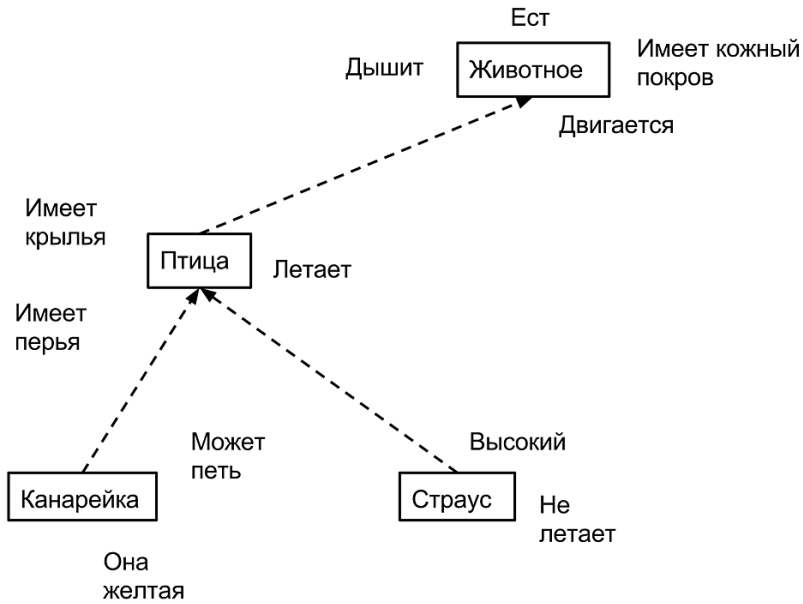 Ест
Дышит
Животное
Имеет кожный
покров
Двигается
Имеет
крылья
Птица
Летает
Имеет
перья
Может
петь
Высокий
Канарейка
Страус
Не
летает
Она
желтая